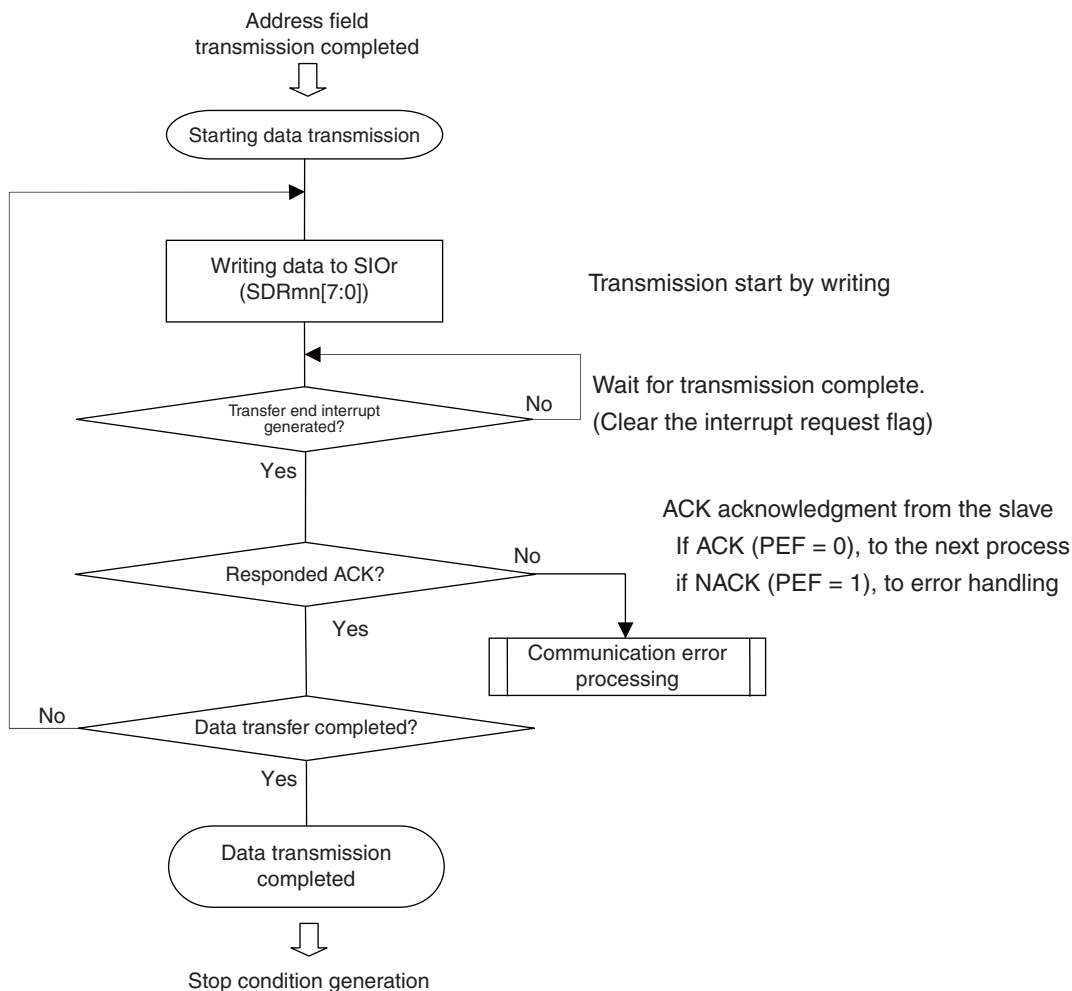 Address field
transmission completed
Starting data transmission
Writing data to SIOr
(SDRmn[7:0])
Transmission start by writing
Transfer end interrupt
generated?
No
Wait for transmission complete.
(Clear the interrupt request flag)
Yes
ACK acknowledgment from the slave
If ACK (PEF = 0), to the next process
if NACK (PEF = 1), to error handling
Responded ACK?
No
Yes
Communication error
processing
Data transfer completed?
No
Yes
Data transmission
completed
Stop condition generation